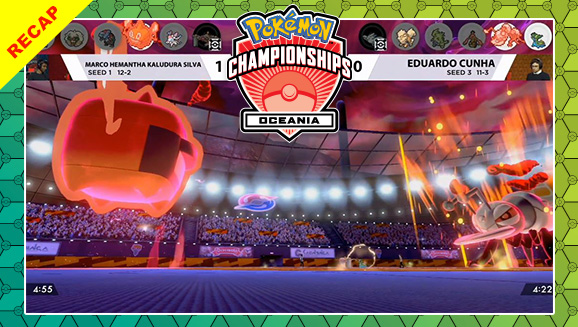 RECAP
Pokémon
CHAMPIONSHIPS
OCEANIA
MARCO HEMANTHA KALUDURA SILVA
SEED 1 12-2
1
0
EDUARDO CUNHA
SEED 3 11-3
4:55
4:22